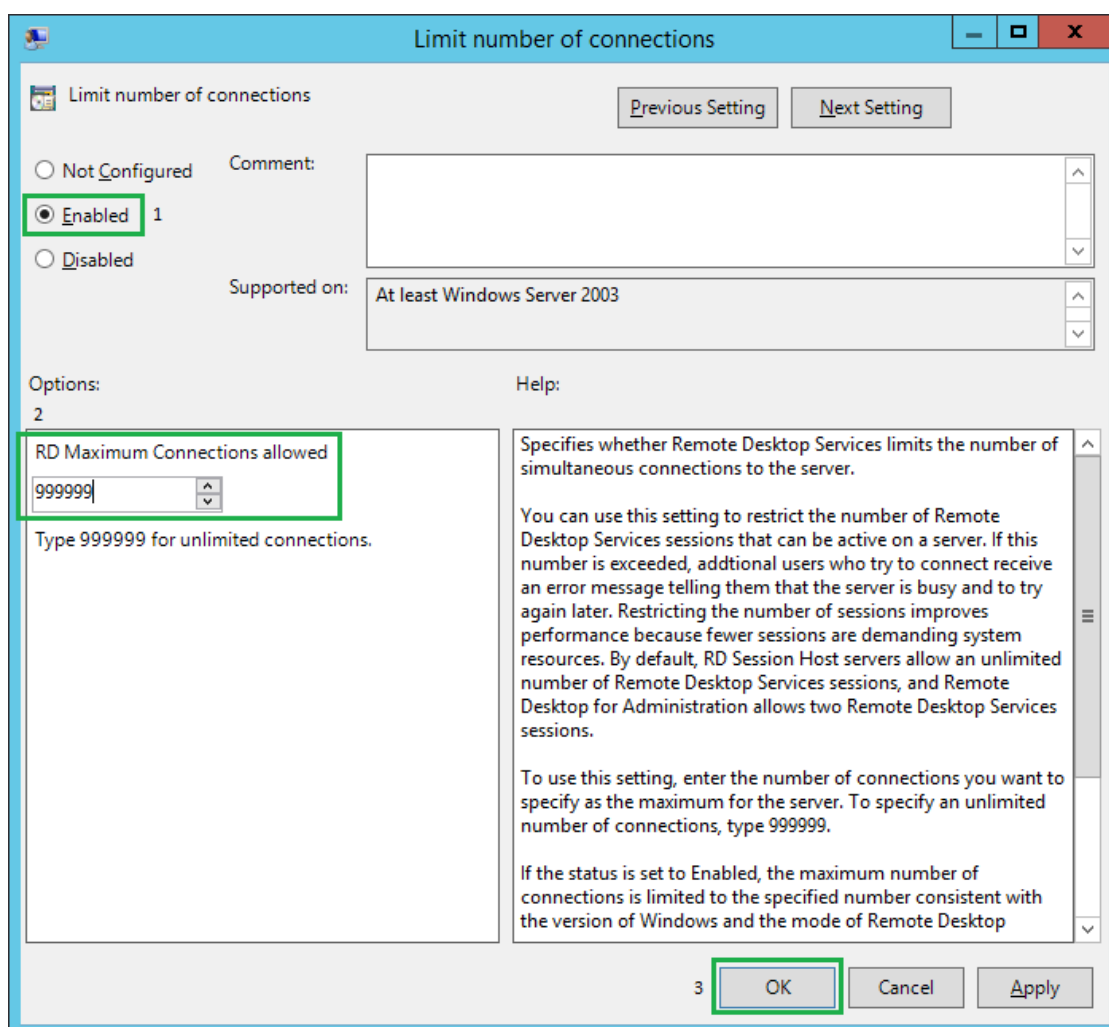 Limit number of connections
Limit number of connections
Previous Setting
Next Setting
Not Configured
Comment:
Enabled 1
Disabled
Supported on:
At least Windows Server 2003
Options:
Help:
2
RD Maximum Connections allowed
999999
Type 999999 for unlimited connections.
Specifies whether Remote Desktop Services limits the number of
simultaneous connections to the server.
You can use this setting to restrict the number of Remote
Desktop Services sessions that can be active on a server. If this
number is exceeded, addtional users who try to connect receive
an error message telling them that the server is busy and to try
again later. Restricting the number of sessions improves
performance because fewer sessions are demanding system
resources. By default, RD Session Host servers allow an unlimited
number of Remote Desktop Services sessions, and Remote
Desktop for Administration allows two Remote Desktop Services
sessions.
To use this setting, enter the number of connections you want to
specify as the maximum for the server. To specify an unlimited
number of connections, type 999999.
If the status is set to Enabled, the maximum number of
connections is limited to the specified number consistent with
the version of Windows and the mode of Remote Desktop
3
OK
Cancel
Apply